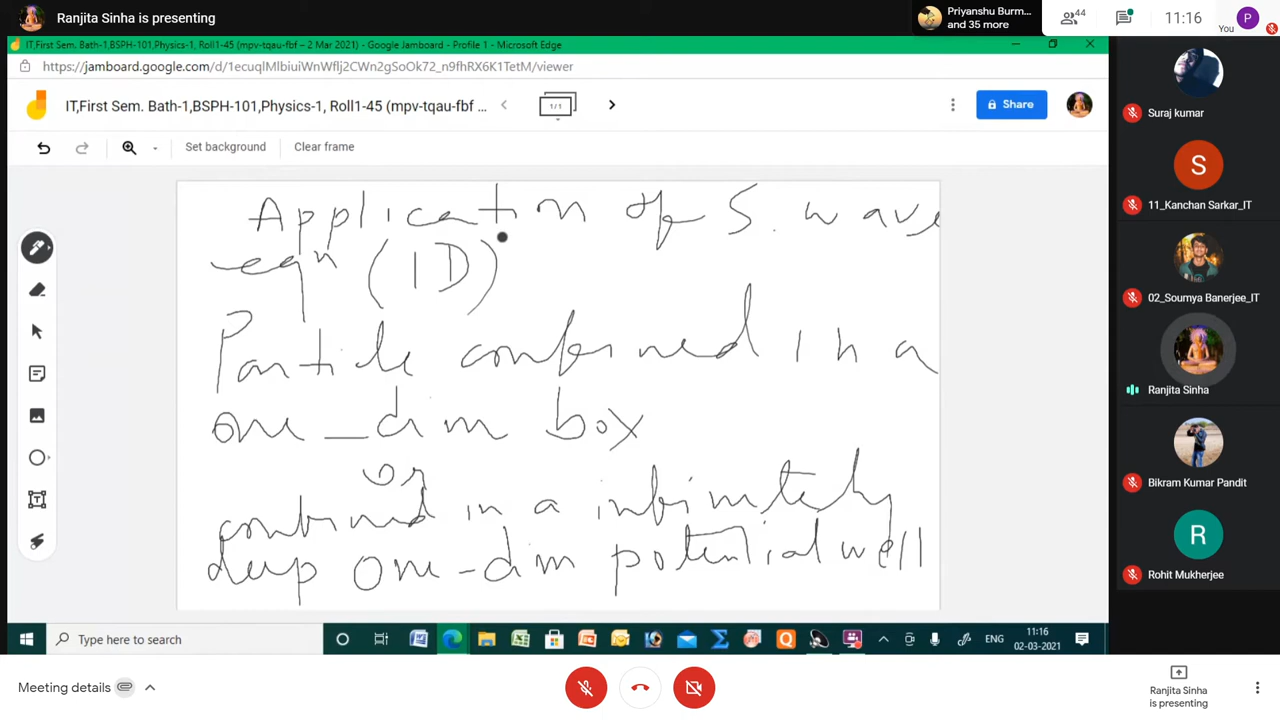 Ranjita Sinha is presenting
Priyanshu Burm...
and 35 more
44
11:16
You
P
IT,First Sem. Bath-1,BSPH-101,Physics-1, Roll1-45 (mpv-tqau-fbf – 2 Mar 2021) - Google Jamboard - Profile 1 - Microsoft Edge
https://jamboard.google.com/d/1ecuqlMlbiuiWnWflj2CWn2gSoOk72_n9fhRX6K1TetM/viewer
IT,First Sem. Bath-1,BSPH-101,Physics-1, Roll1-45 (mpv-tqau-fbf ...
1/1
Share
Set background
Clear frame
Application of S. wave
eqn (1D)
Particle confined in a
one-dim box
or
confined in a infinitely
deep one-dim potential well
Suraj kumar
S
11_Kanchan Sarkar_IT
02_Soumya Banerjee_IT
Ranjita Sinha
Bikram Kumar Pandit
R
Rohit Mukherjee
Type here to search
ENG
11:16
02-03-2021
Meeting details
Ranjita Sinha
is presenting